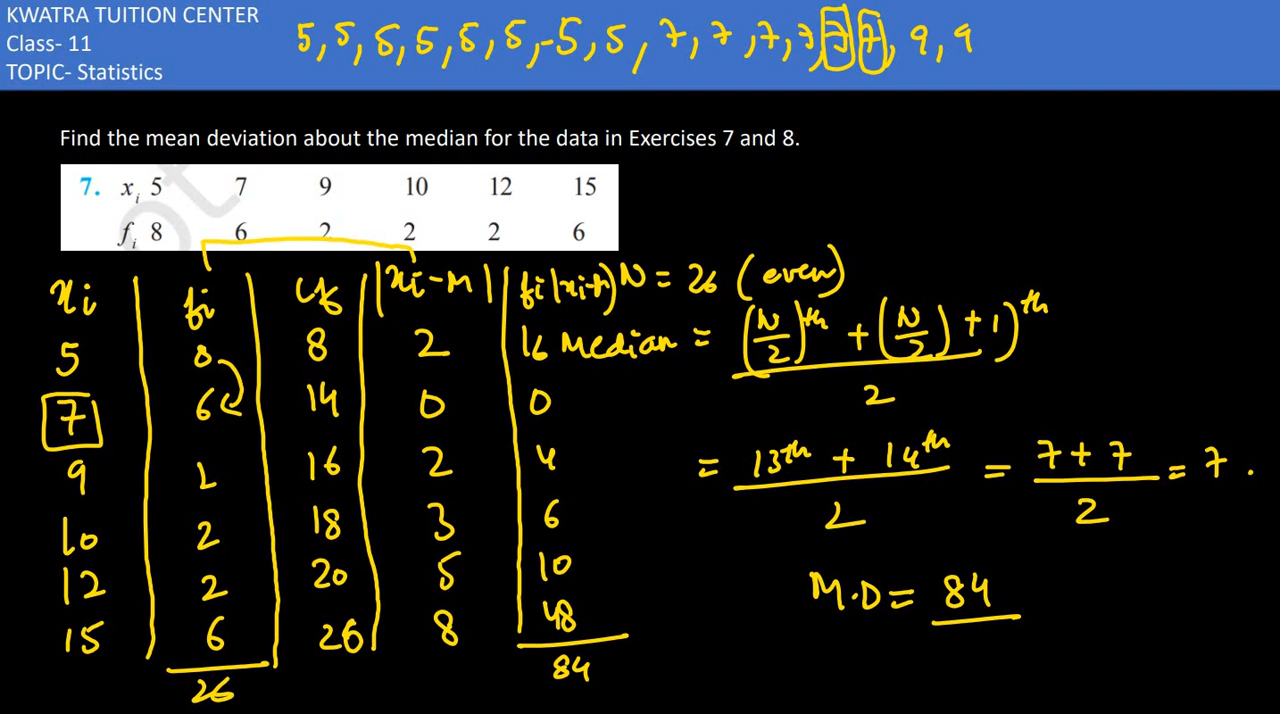 KWATRA TUITION CENTER
Class- 11
TOPIC- Statistics
5, 5, 5, 5, 5, 5, -5, 5, 7, 7, 7, 7 7 7, 9, 9
Find the mean deviation about the median for the data in Exercises 7 and 8.
7. xi 5 7 9 10 12 15
fi 8 6 2 2 2 6
xi fi cf |xi-M| fi|xi-M| N = 26 (even)
5 8 8 2 16 Median = ((N/2)th + ((N/2) + 1)th)/2
7 6 14 0 0
9 2 16 2 4 = (13th + 14th)/2 = (7+7)/2 = 7.
10 2 18 3 6
12 2 20 5 10 M.D = 84
15 6 26 8 48
26 84